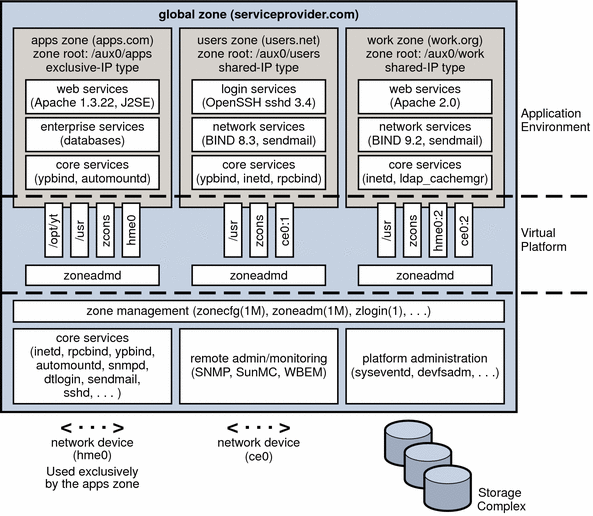 global zone (serviceprovider.com)
apps zone (apps.com)
zone root: /aux0/apps
exclusive-IP type
web services
(Apache 1.3.22, J2SE)
enterprise services
(databases)
core services
(ypbind, automountd)
users zone (users.net)
zone root: /aux0/users
shared-IP type
login services
(OpenSSH sshd 3.4)
network services
(BIND 8.3, sendmail)
core services
(ypbind, inetd, rpcbind)
work zone (work.org)
zone root: /aux0/work
shared-IP type
web services
(Apache 2.0)
network services
(BIND 9.2, sendmail)
core services
(inetd, ldap_cachemgr)
Application
Environment
/opt/yt
/usr
zcons
hme0
zoneadmd
/usr
zcons
ce0:1
zoneadmd
/usr
zcons
hme0:2
ce0:2
zoneadmd
Virtual
Platform
zone management (zonecfg(1M), zoneadm(1M), zlogin(1), . . .)
core services
(inetd, rpcbind, ypbind,
automountd, snmpd,
dtlogin, sendmail,
sshd, . . . )
remote admin/monitoring
(SNMP, SunMC, WBEM)
platform administration
(syseventd, devfsadm, . . .)
network device
(hme0)
Used exclusively
by the apps zone
network device
(ce0)
Storage
Complex